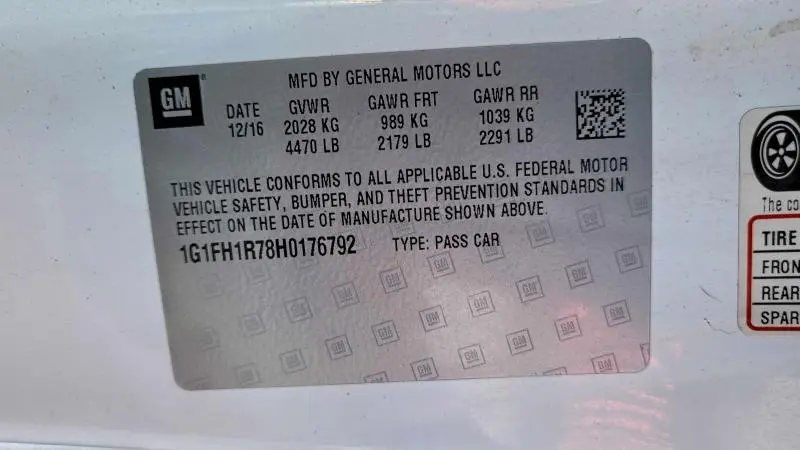 GM
MFD BY GENERAL MOTORS LLC
DATE GVWR GAWR FRT GAWR RR
12/16 2028 KG 989 KG 1039 KG
4470 LB 2179 LB 2291 LB
THIS VEHICLE CONFORMS TO ALL APPLICABLE U.S. FEDERAL MOTOR
VEHICLE SAFETY, BUMPER, AND THEFT PREVENTION STANDARDS IN
EFFECT ON THE DATE OF MANUFACTURE SHOWN ABOVE.
1G1FH1R78H0176792 TYPE: PASS CAR
The co
TIRE
FRON
REAR
SPAR